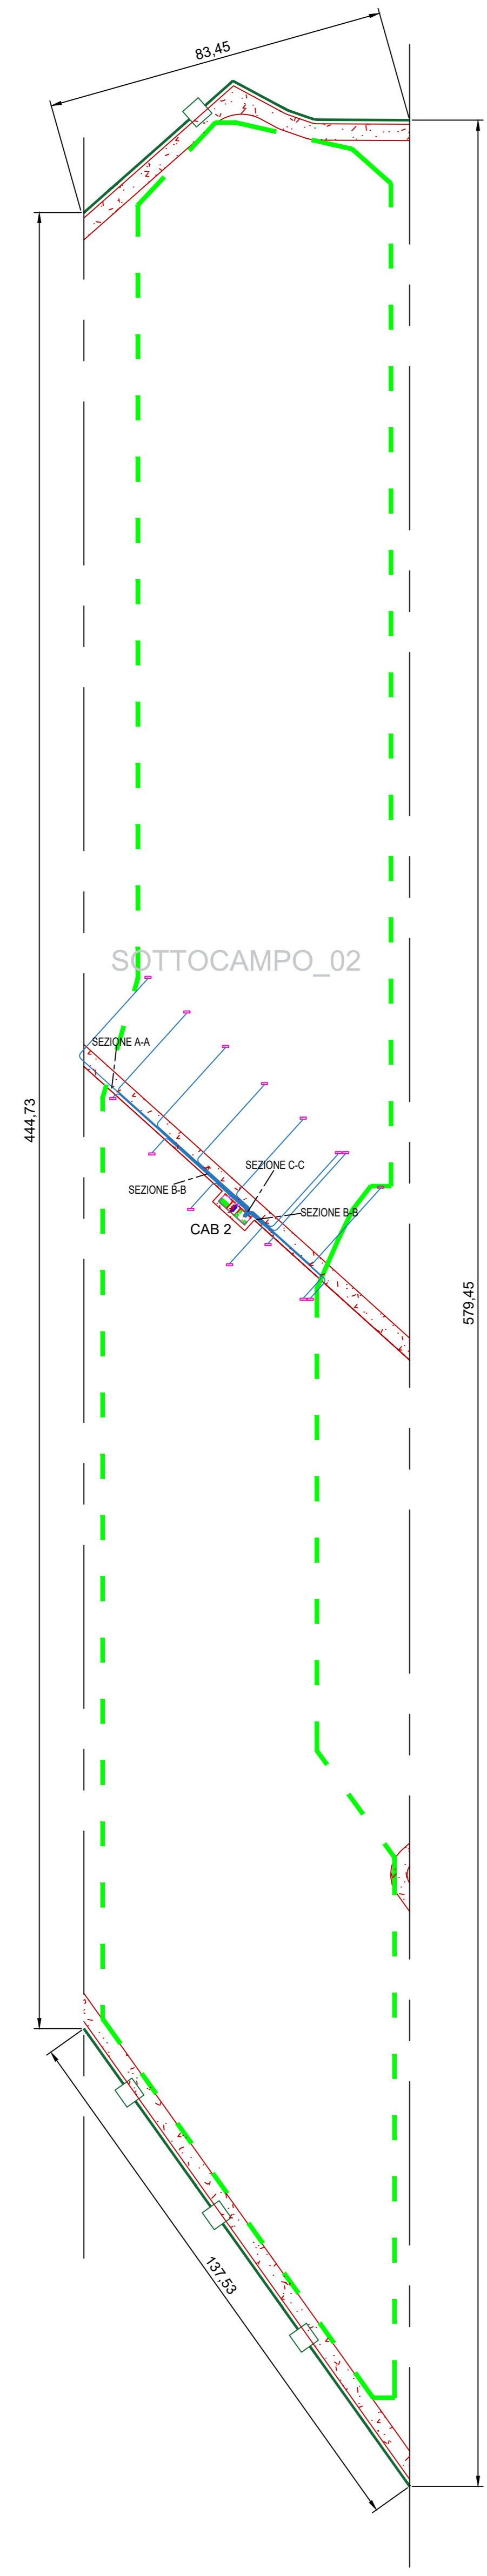 83,45
SOTTOCAMPO_02
SEZIONE A-A
444,73
SEZIONE C-C
SEZIONE B-B
SEZIONE B-B
CAB 2
579,45
137,53